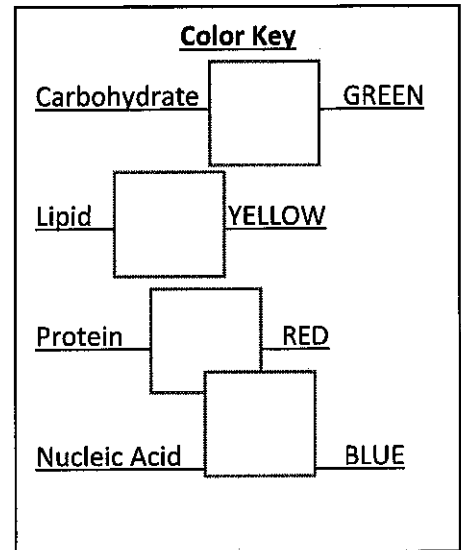 Color Key
Carbohydrate GREEN
Lipid YELLOW
Protein RED
Nucleic Acid BLUE